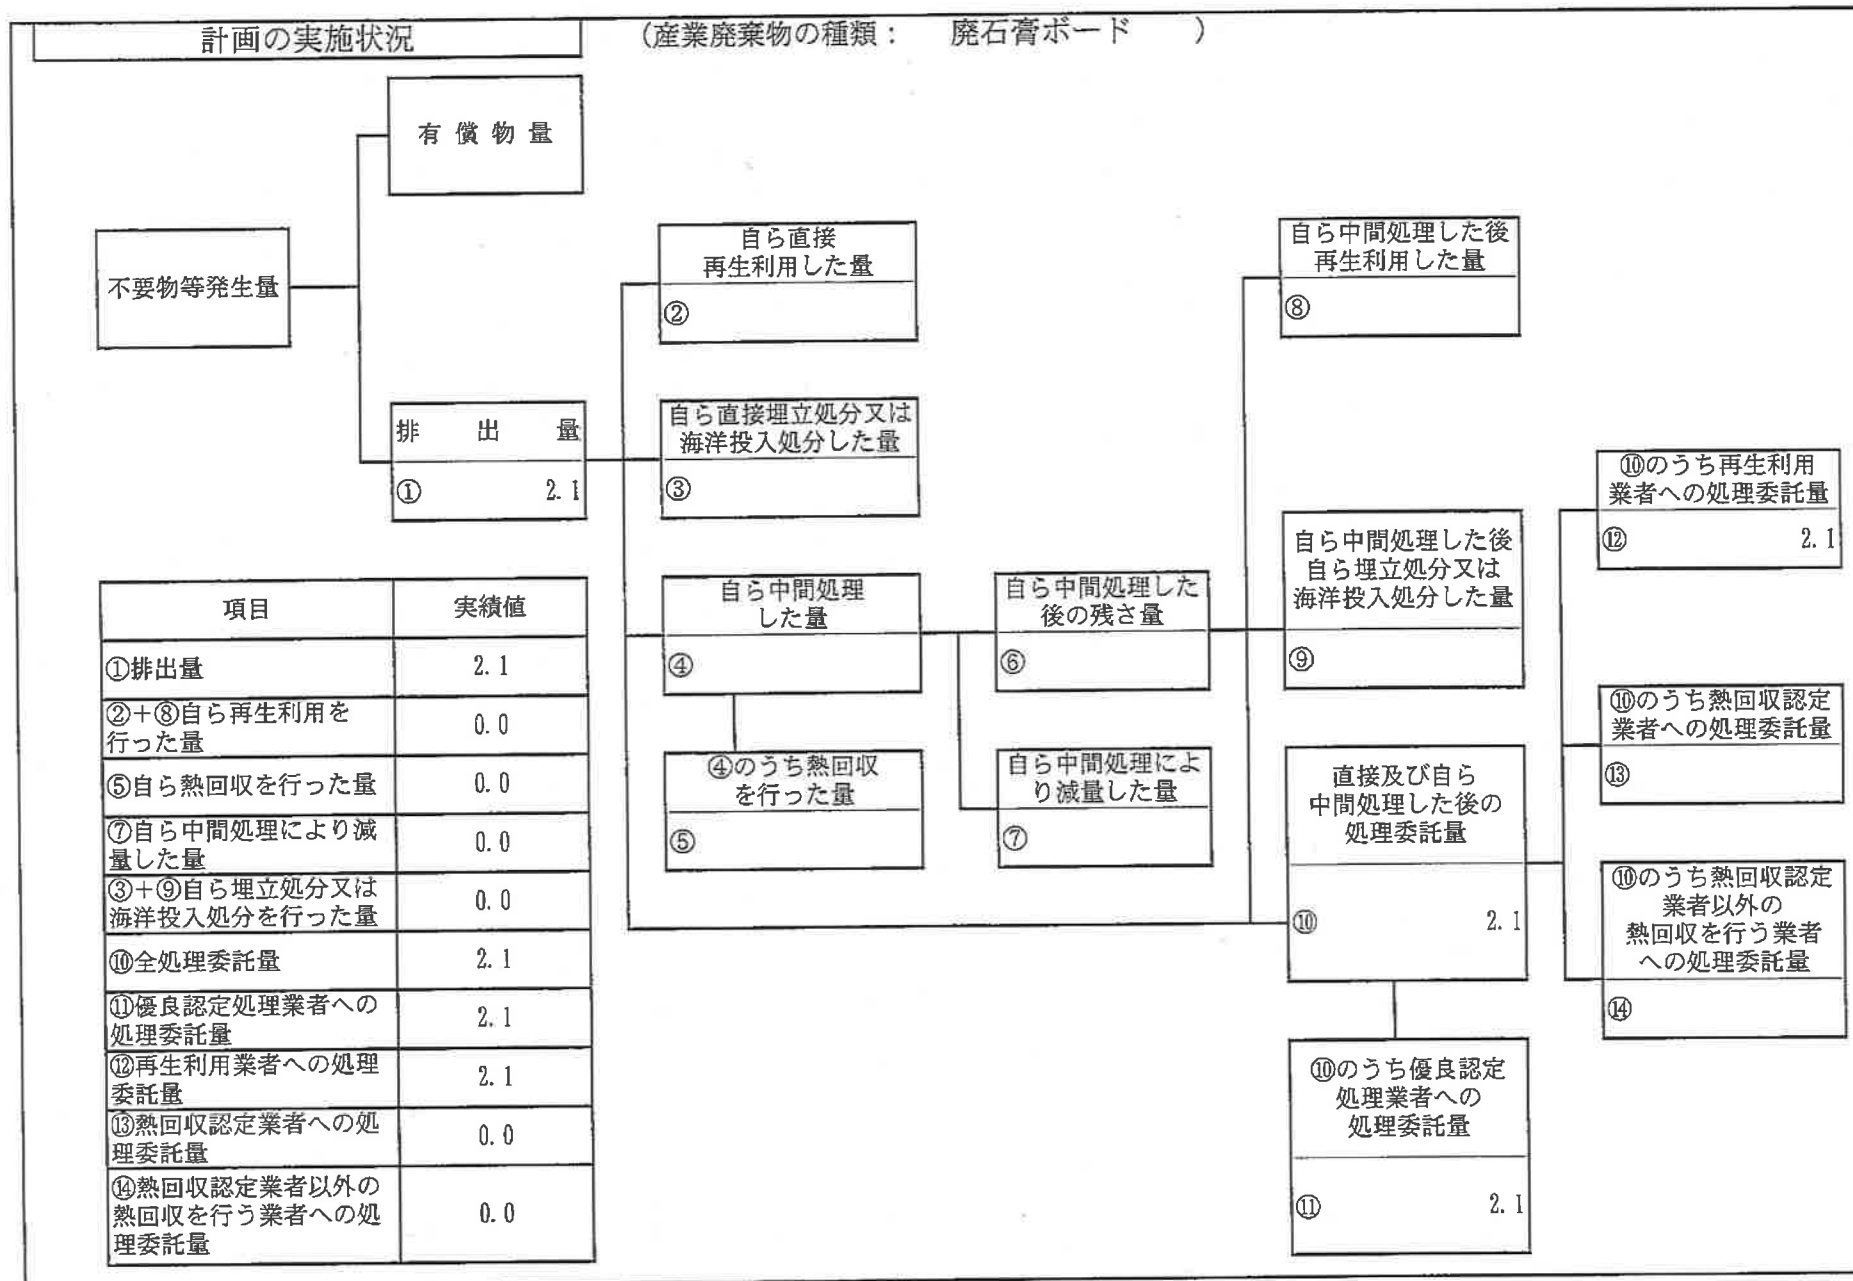 計画の実施状況
（産業廃棄物の種類： 廃石膏ボード ）
有償物量
不要物等発生量
排出量
① 2.1
自ら直接
再生利用した量
②
自ら直接埋立処分又は
海洋投入処分した量
③
自ら中間処理
した量
④
④のうち熱回収
を行った量
⑤
自ら中間処理した
後の残さ量
⑥
自ら中間処理によ
り減量した量
⑦
自ら中間処理した後
再生利用した量
⑧
自ら中間処理した後
自ら埋立処分又は
海洋投入処分した量
⑨
直接及び自ら
中間処理した後の
処理委託量
⑩ 2.1
⑩のうち優良認定
処理業者への
処理委託量
⑪ 2.1
⑩のうち再生利用
業者への処理委託量
⑫ 2.1
⑩のうち熱回収認定
業者への処理委託量
⑬
⑩のうち熱回収認定
業者以外の
熱回収を行う業者
への処理委託量
⑭
項目 実績値
①排出量 2.1
②＋⑧自ら再生利用を
行った量 0.0
⑤自ら熱回収を行った量 0.0
⑦自ら中間処理により減
量した量 0.0
③＋⑨自ら埋立処分又は
海洋投入処分を行った量 0.0
⑩全処理委託量 2.1
⑪優良認定処理業者への
処理委託量 2.1
⑫再生利用業者への処理
委託量 2.1
⑬熱回収認定業者への処
理委託量 0.0
⑭熱回収認定業者以外の
熱回収を行う業者への処
理委託量 0.0